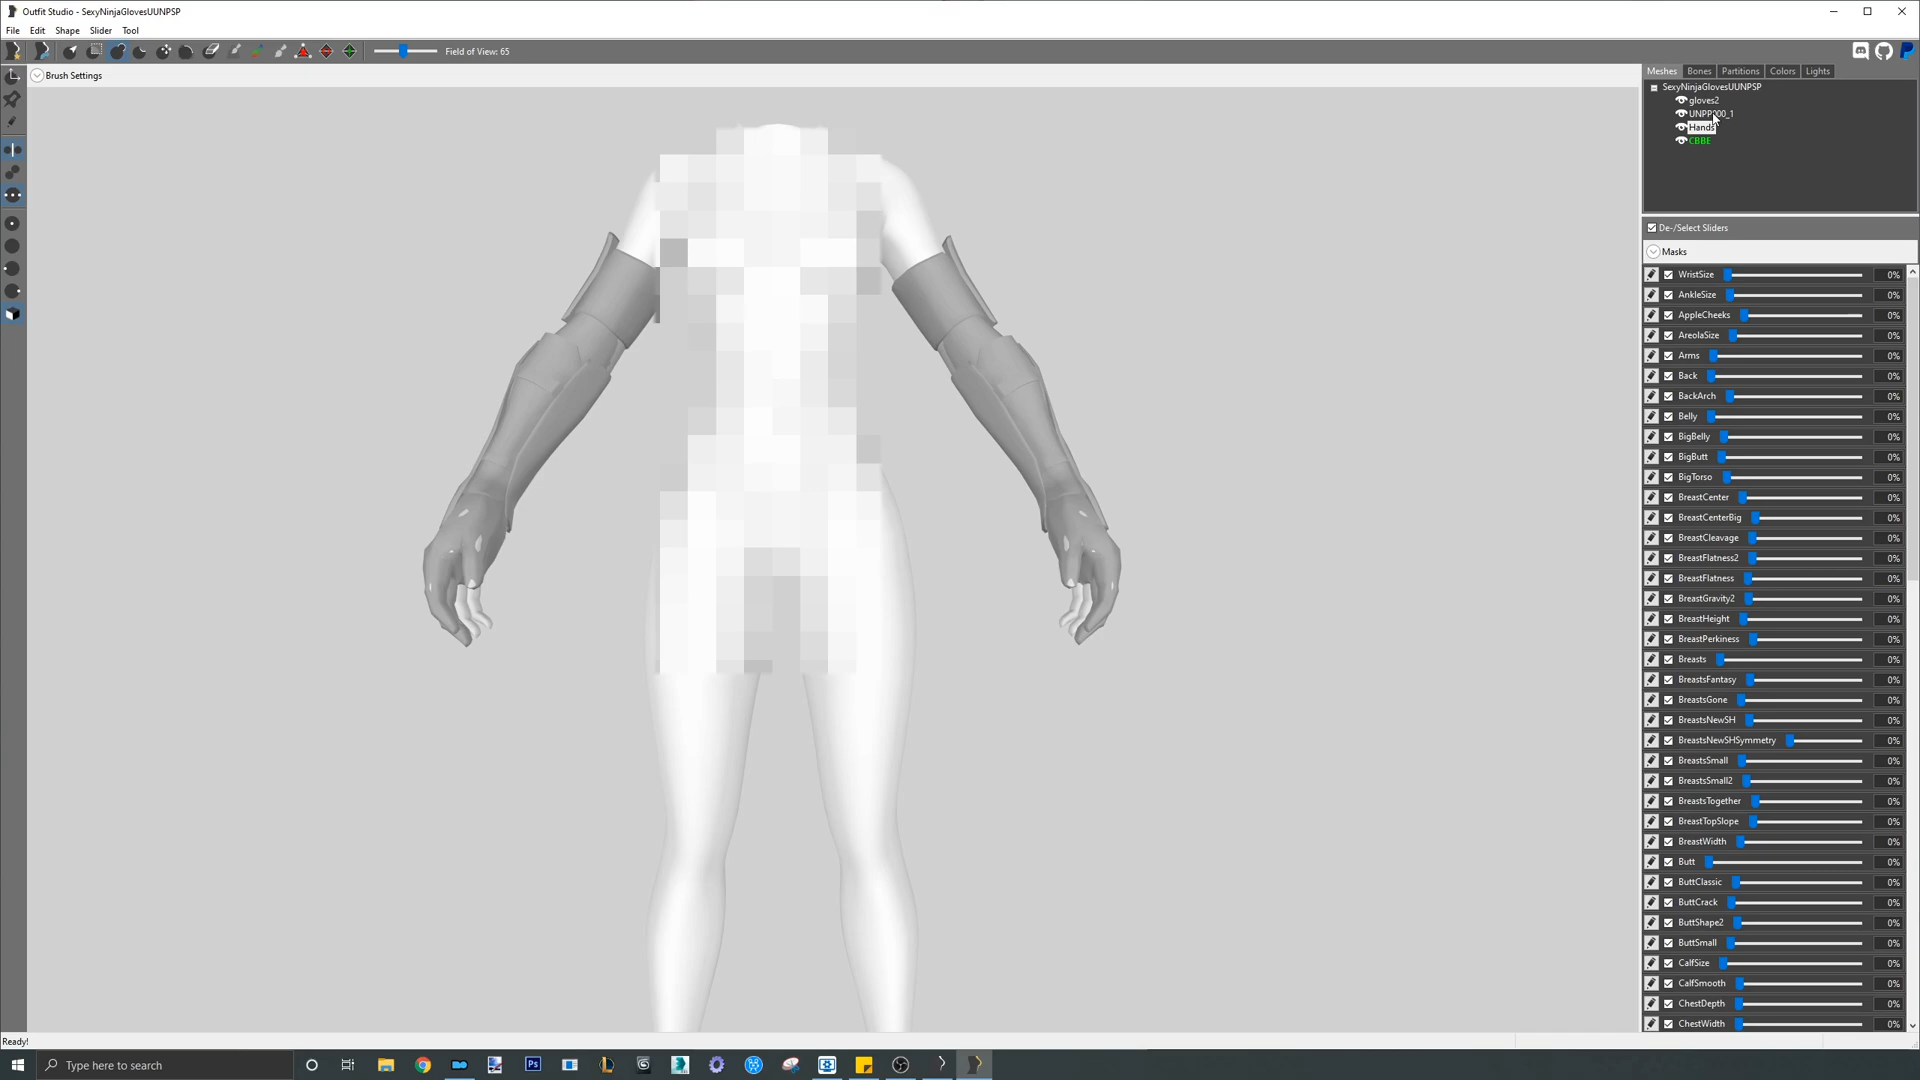 Outfit Studio - SexyNinjaGlovesUUNPSP
File Edit Shape Slider Tool
Field of View: 65
Brush Settings
Meshes Bones Partitions Colors Lights
SexyNinjaGlovesUUNPSP
gloves2
Hands
CBBE
De-/Select Sliders
Masks
WristSize 0%
AnkleSize 0%
AppleCheeks 0%
AreolaSize 0%
Arms 0%
Back 0%
BackArch 0%
Belly 0%
BigBelly 0%
BigButt 0%
BigTorso 0%
BreastCenter 0%
BreastCenterBig 0%
BreastCleavage 0%
BreastFlatness2 0%
BreastFlatness 0%
BreastGravity2 0%
BreastHeight 0%
BreastPerkiness 0%
Breasts 0%
BreastsFantasy 0%
BreastsGone 0%
BreastsNewSH 0%
BreastsNewSHSymmetry 0%
BreastsSmall 0%
BreastsSmall2 0%
BreastsTogether 0%
BreastTopSlope 0%
BreastWidth 0%
Butt 0%
ButtClassic 0%
ButtCrack 0%
ButtShape2 0%
ButtSmall 0%
CalfSize 0%
CalfSmooth 0%
ChestDepth 0%
ChestWidth 0%
Ready!
Type here to search
Ps